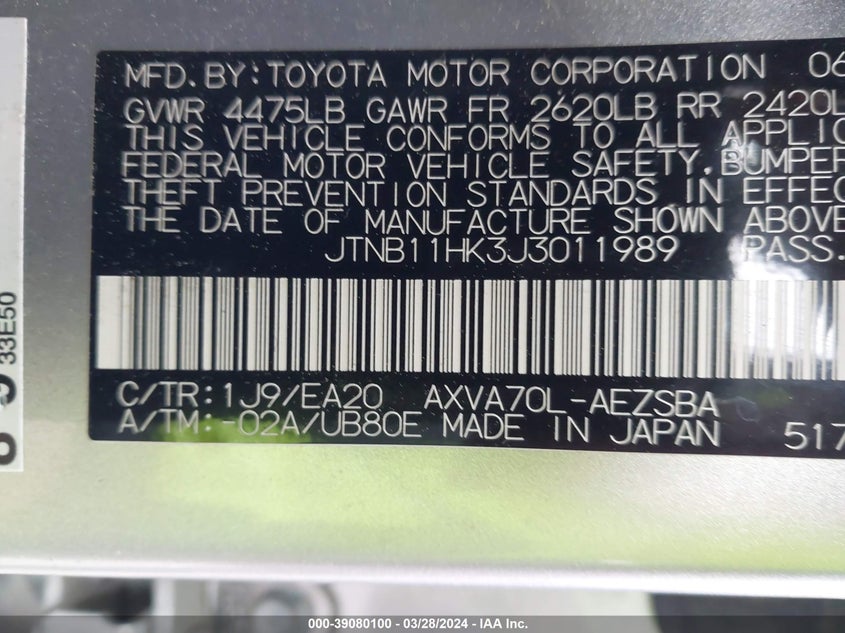 MFD. BY: TOYOTA MOTOR CORPORATION 06
GVWR 4475LB GAWR FR 2620LB RR 2420L
THIS VEHICLE CONFORMS TO ALL APPLIC
FEDERAL MOTOR VEHICLE SAFETY, BUMPER
THEFT PREVENTION STANDARDS IN EFFEC
THE DATE OF MANUFACTURE SHOWN ABOVE
JTNB11HK3J3011989 PASS.
C/TR: 1J9/EA20 AXVA70L-AEZSBA
A/TM: -02A/UB80E MADE IN JAPAN 517
33E50
000-39080100 | 03/28/2024 - IAA Inc.